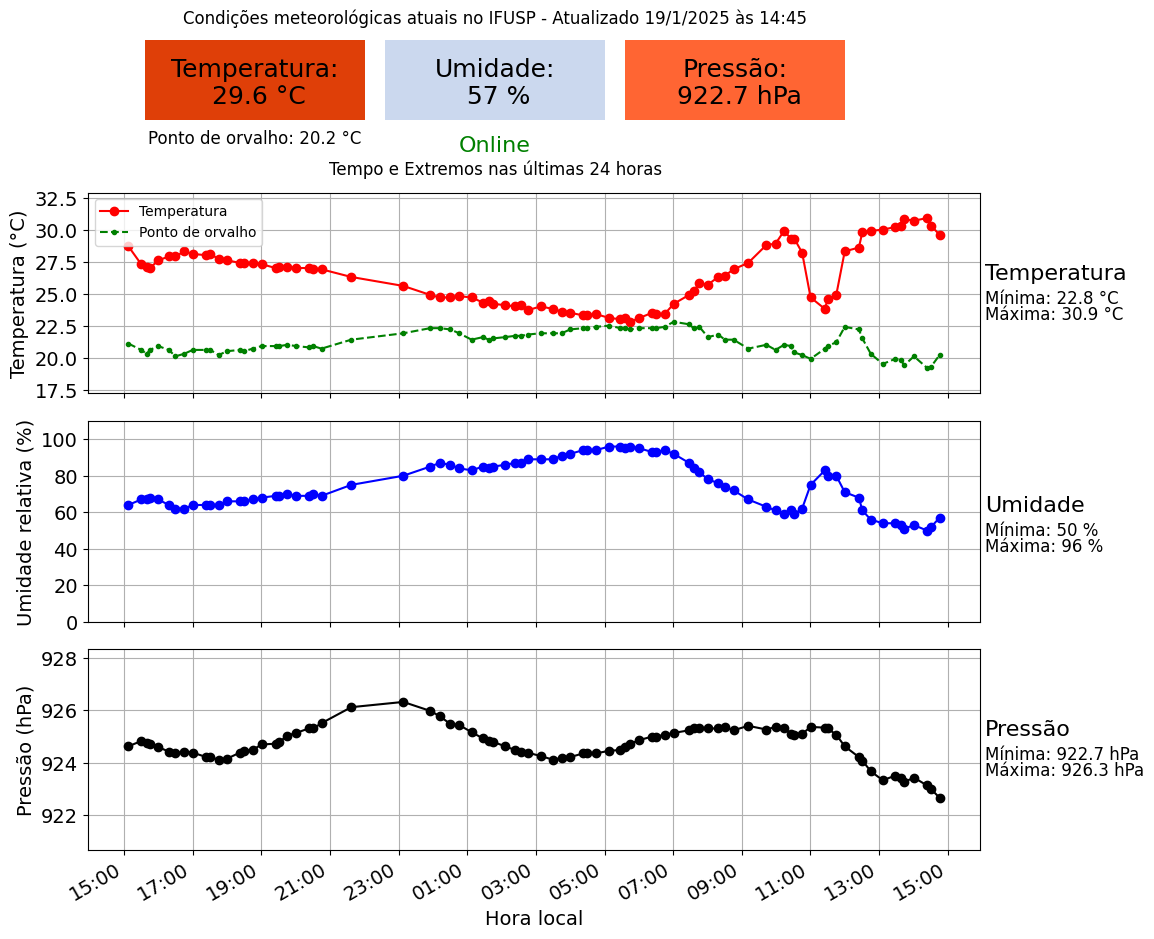 Condições meteorológicas atuais no IFUSP - Atualizado 19/1/2025 às 14:45
Temperatura:
29.6 °C
Umidade:
57 %
Pressão:
922.7 hPa
Ponto de orvalho: 20.2 °C
Online
Tempo e Extremos nas últimas 24 horas
Temperatura (°C)
32.5
30.0
27.5
25.0
22.5
20.0
17.5
Temperatura
Ponto de orvalho
Temperatura
Mínima: 22.8 °C
Máxima: 30.9 °C
Umidade relativa (%)
100
80
60
40
20
0
Umidade
Mínima: 50 %
Máxima: 96 %
Pressão (hPa)
928
926
924
922
Pressão
Mínima: 922.7 hPa
Máxima: 926.3 hPa
15:00
17:00
19:00
21:00
23:00
01:00
03:00
05:00
07:00
09:00
11:00
13:00
15:00
Hora local